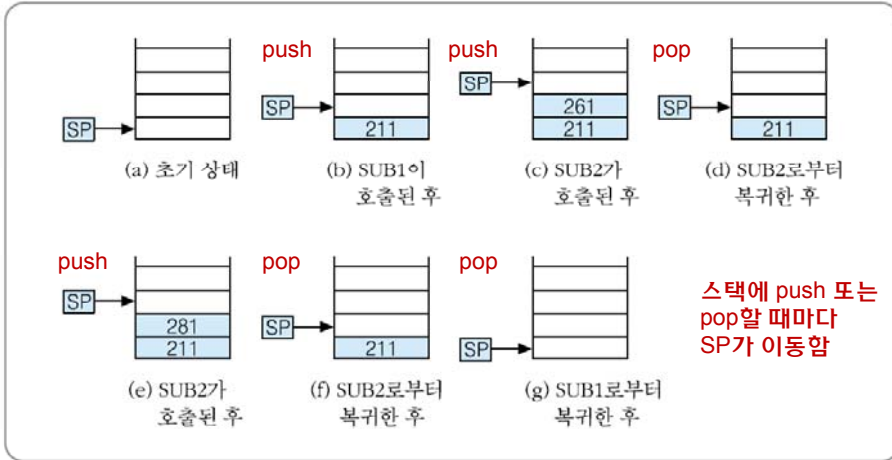 push
push
pop
SP
SP
SP
SP
261
211
211
211
(a) 초기 상태
(b) SUB1이
호출된 후
(c) SUB2가
호출된 후
(d) SUB2로부터
복귀한 후
push
pop
pop
스택에 push 또는
pop할 때마다
SP가 이동함
SP
SP
SP
281
211
211
(e) SUB2가
호출된 후
(f) SUB2로부터
복귀한 후
(g) SUB1로부터
복귀한 후